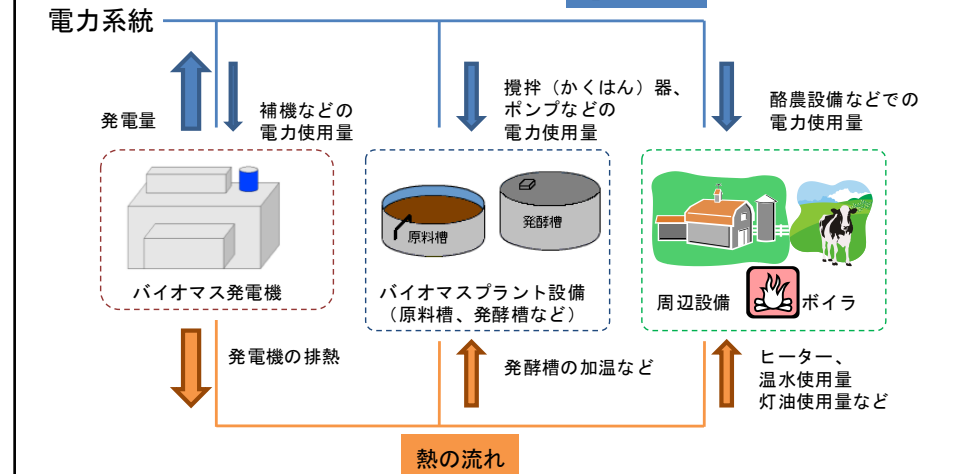 電力系統
発電量
補機などの
電力使用量
攪拌（かくはん）器、
ポンプなどの
電力使用量
酪農設備などでの
電力使用量
原料槽
発酵槽
バイオマス発電機
バイオマスプラント設備
（原料槽、発酵槽など）
周辺設備
ボイラ
発電機の排熱
発酵槽の加温など
ヒーター、
温水使用量
灯油使用量など
熱の流れ